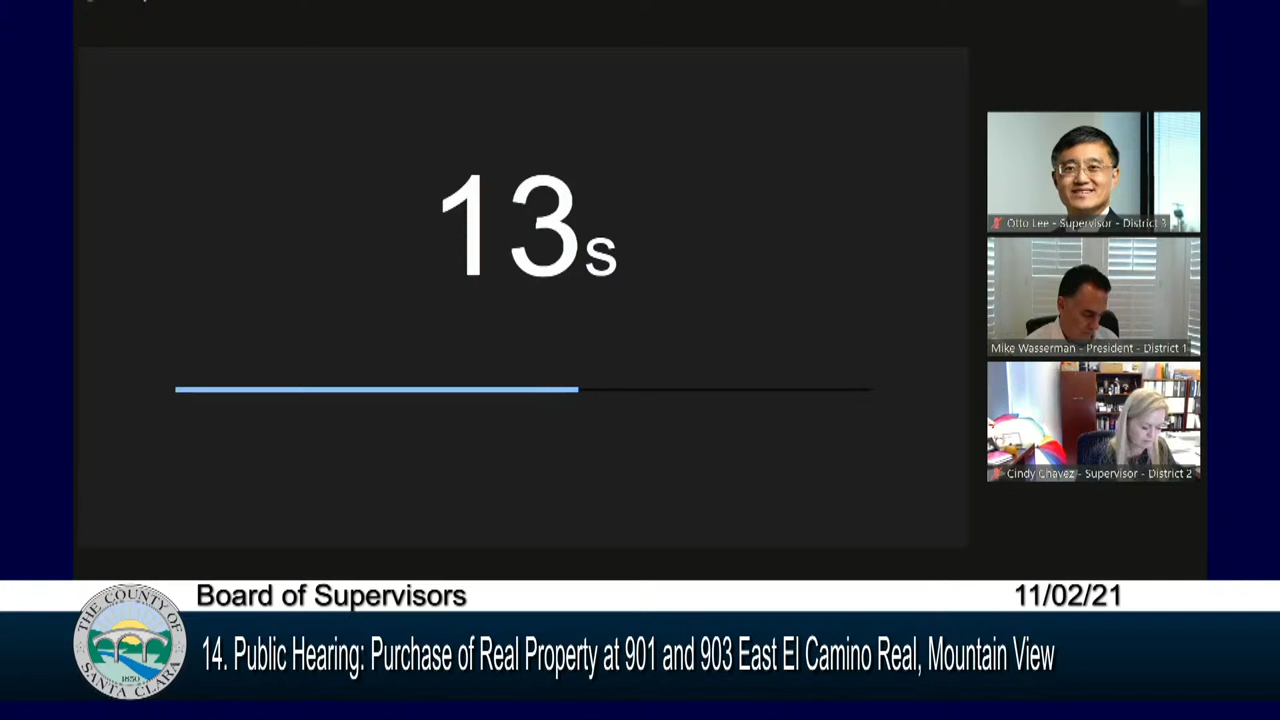 13s
Otto Lee - Supervisor - District 3
Mike Wasserman - President - District 1
Cindy Chavez - Supervisor - District 2
Board of Supervisors
11/02/21
THE COUNTY OF
SANTA CLARA
1850
14. Public Hearing: Purchase of Real Property at 901 and 903 East El Camino Real, Mountain View